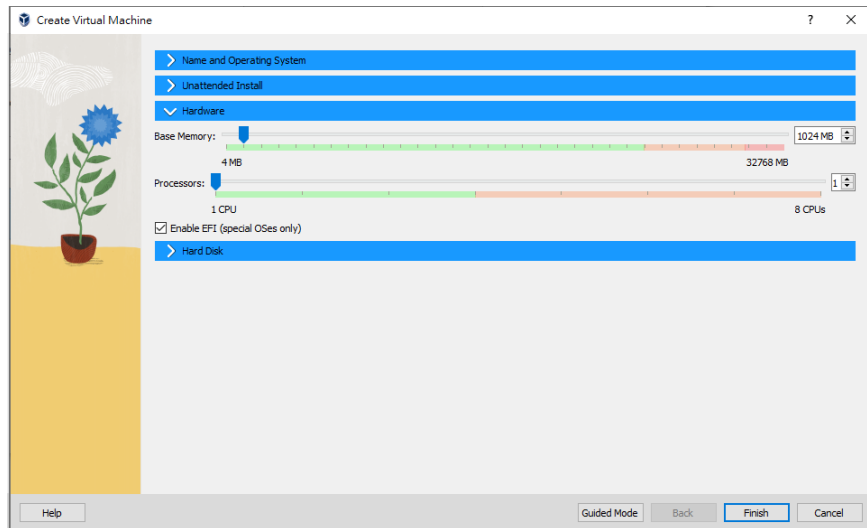 Create Virtual Machine
Name and Operating System
Unattended Install
Hardware
Base Memory: 1024 MB
4 MB 32768 MB
Processors: 1
1 CPU 8 CPUs
Enable EFI (special OSes only)
Hard Disk
Help Guided Mode Back Finish Cancel